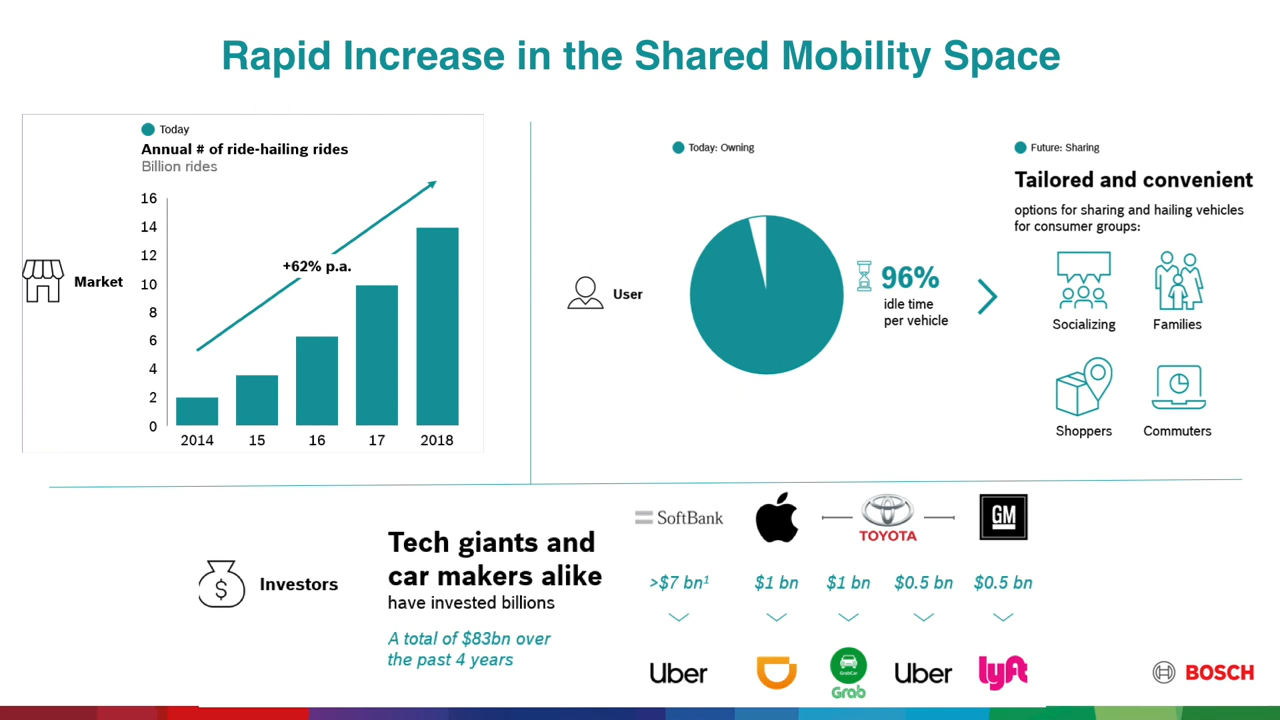 Rapid Increase in the Shared Mobility Space
Today
Annual # of ride-hailing rides
Billion rides
16
14
12
10
8
6
4
2
0
+62% p.a.
2014 15 16 17 2018
Market
User
Today: Owning
96%
idle time
per vehicle
Future: Sharing
Tailored and convenient
options for sharing and hailing vehicles
for consumer groups:
Socializing Families
Shoppers Commuters
Investors
Tech giants and
car makers alike
have invested billions
A total of $83bn over
the past 4 years
SoftBank TOYOTA GM
>$7 bn¹ $1 bn $1 bn $0.5 bn $0.5 bn
Uber GrabCar Grab Uber lyft
BOSCH